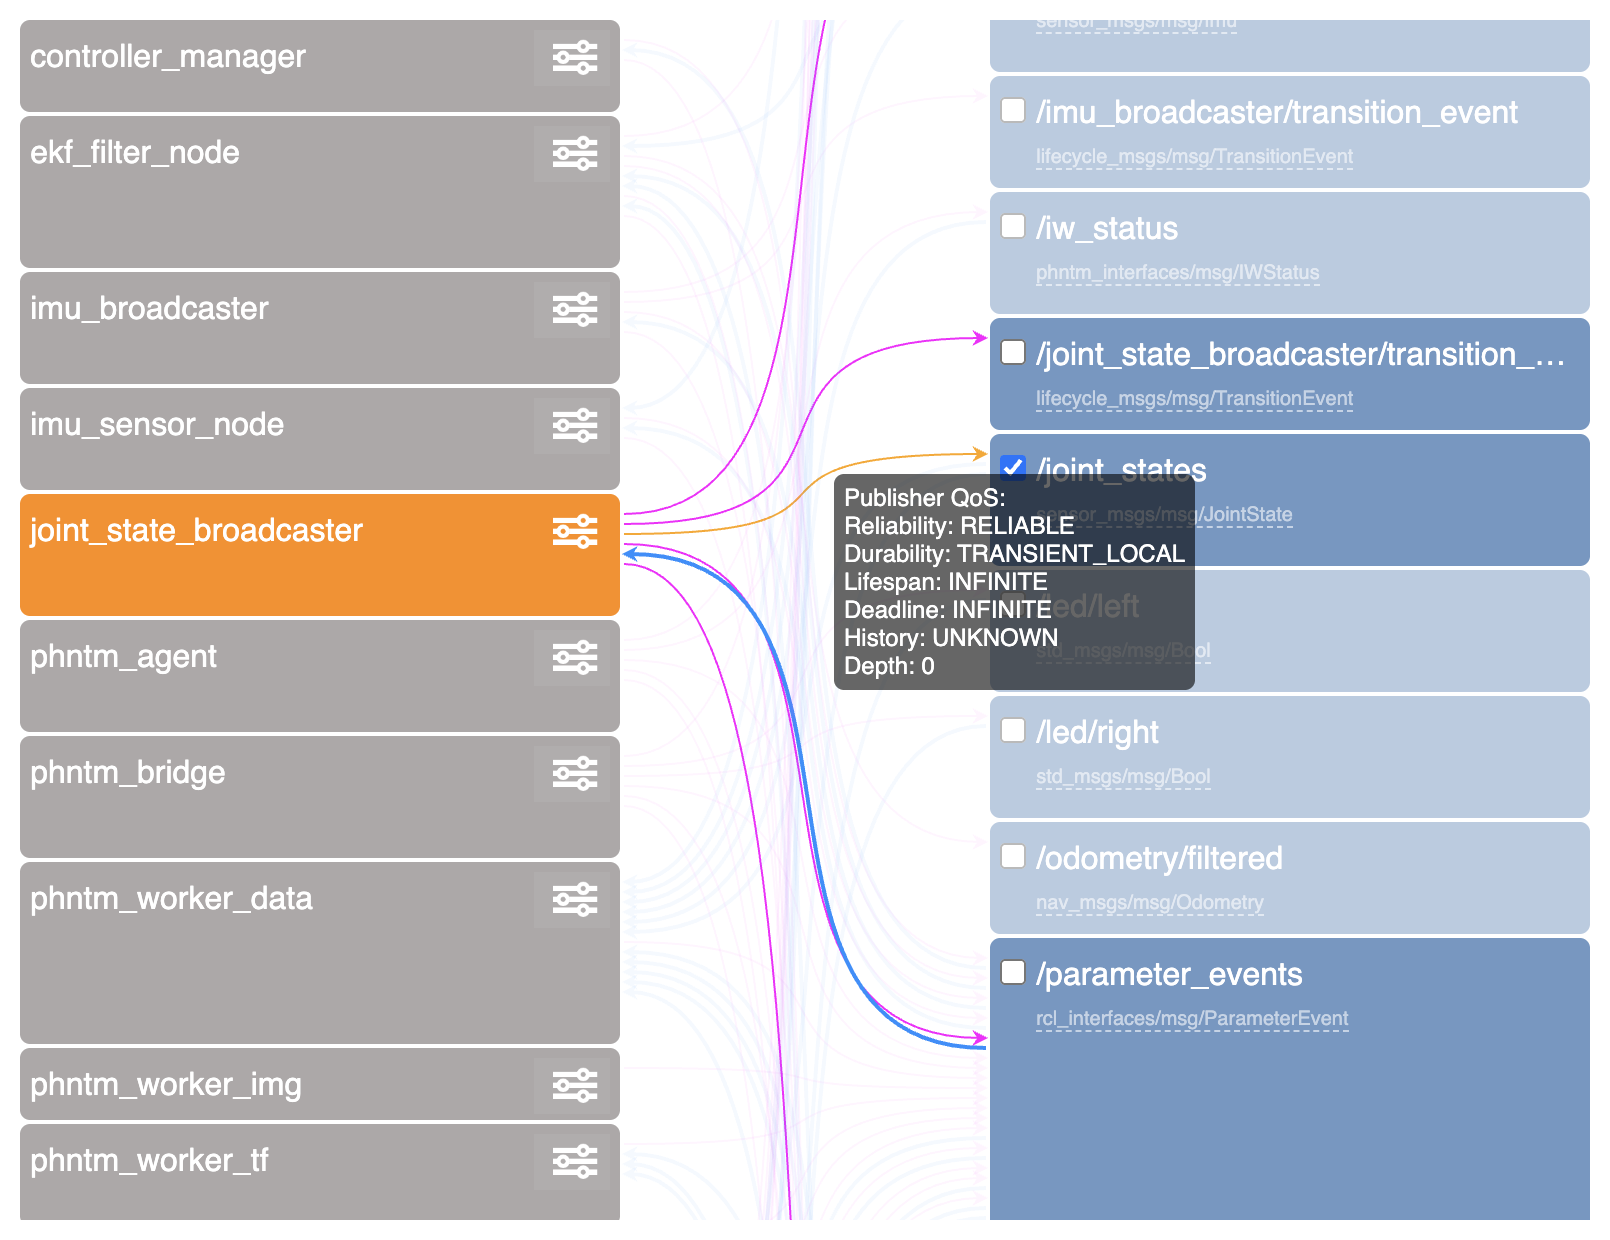 controller_manager
ekf_filter_node
imu_broadcaster
imu_sensor_node
joint_state_broadcaster
phntm_agent
phntm_bridge
phntm_worker_data
phntm_worker_img
phntm_worker_tf
sensor_msgs/msg/Imu
/imu_broadcaster/transition_event
lifecycle_msgs/msg/TransitionEvent
/iw_status
phntm_interfaces/msg/IWStatus
/joint_state_broadcaster/transition_...
lifecycle_msgs/msg/TransitionEvent
/joint_states
sensor_msgs/msg/JointState
Publisher QoS:
Reliability: RELIABLE
Durability: TRANSIENT_LOCAL
Lifespan: INFINITE
Deadline: INFINITE
History: UNKNOWN
Depth: 0
/led/left
std_msgs/msg/Bool
/led/right
std_msgs/msg/Bool
/odometry/filtered
nav_msgs/msg/Odometry
/parameter_events
rcl_interfaces/msg/ParameterEvent